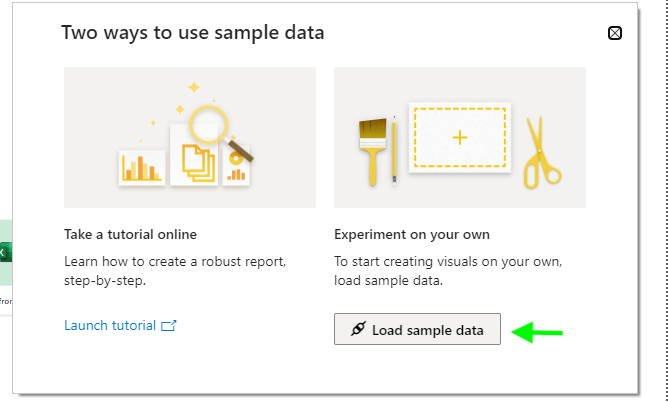 Two ways to use sample data
Take a tutorial online
Learn how to create a robust report,
step-by-step.
Launch tutorial
Experiment on your own
To start creating visuals on your own,
load sample data.
Load sample data